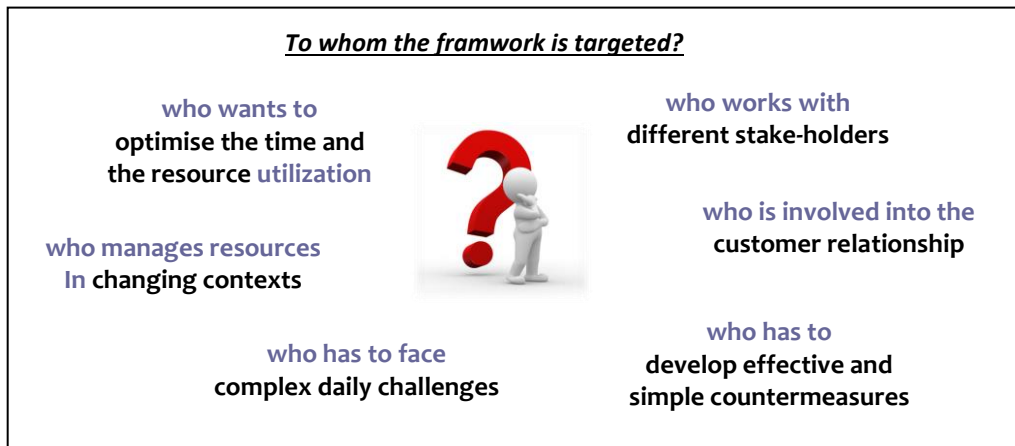 To whom the framwork is targeted?
who wants to
optimise the time and
the resource utilization
who works with
different stake-holders
who manages resources
In changing contexts
who is involved into the
customer relationship
who has to face
complex daily challenges
who has to
develop effective and
simple countermeasures